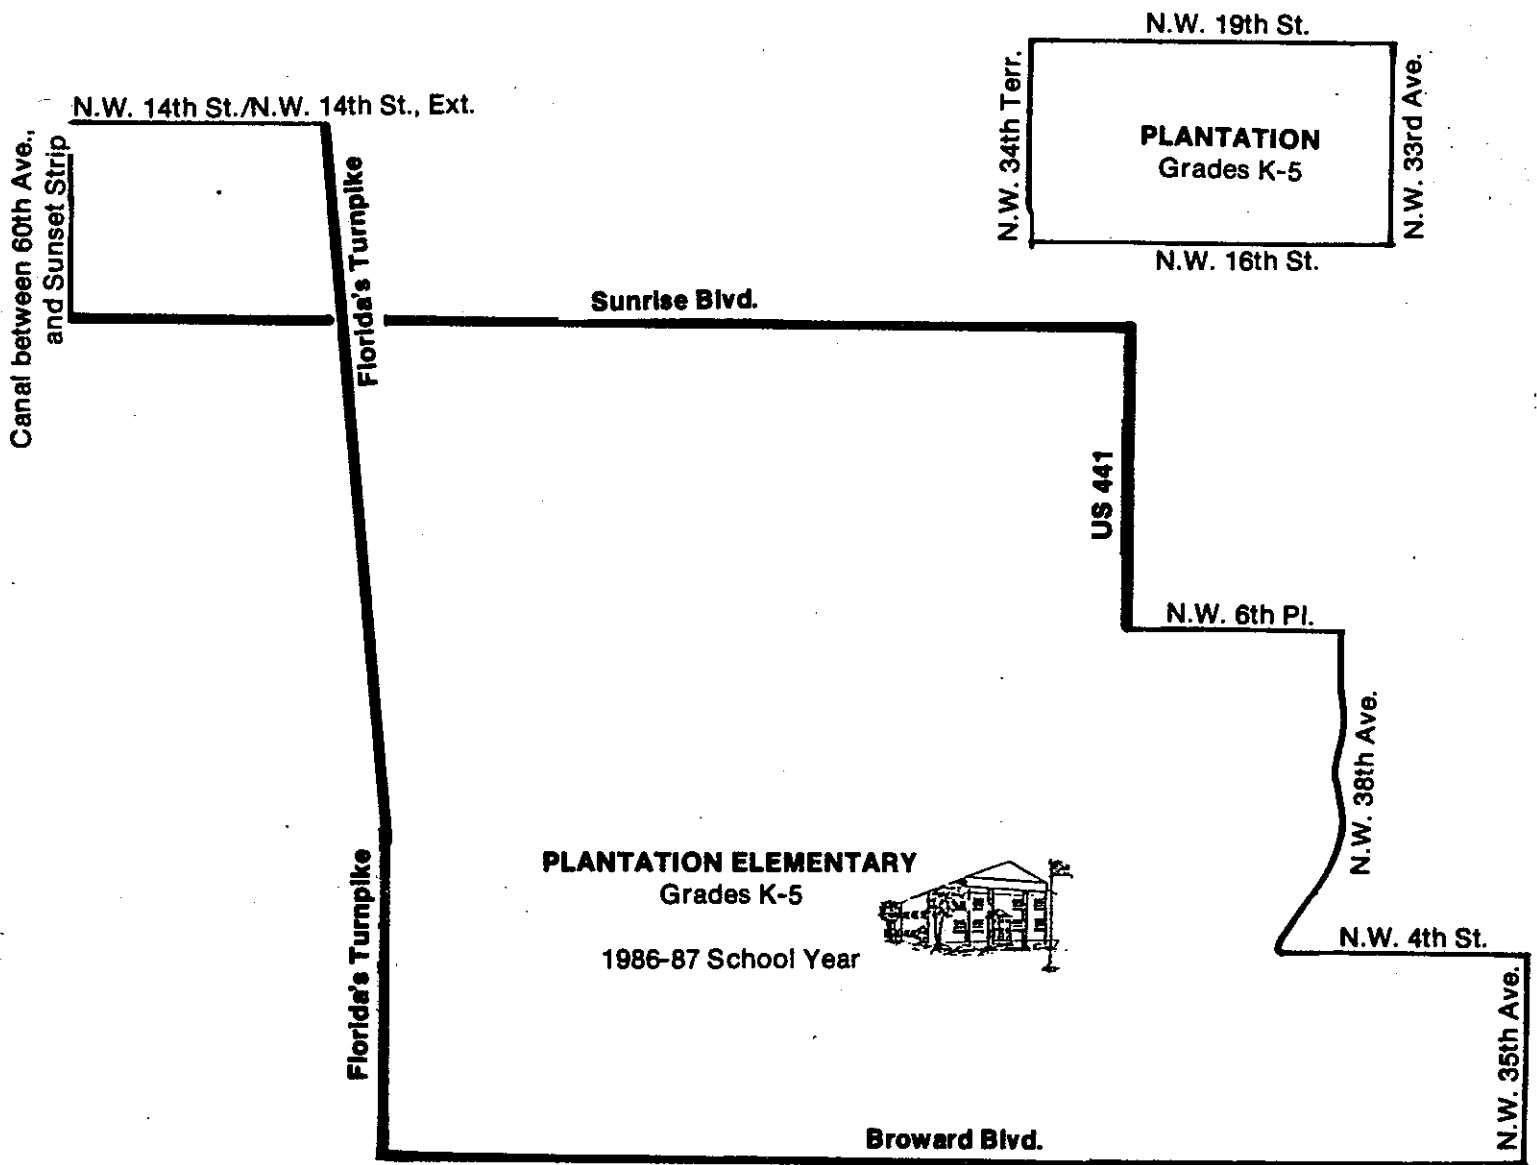 N.W. 19th St.
N.W. 34th Terr.
PLANTATION
Grades K-5
N.W. 33rd Ave.
N.W. 16th St.
N.W. 14th St./N.W. 14th St., Ext.
Canal between 60th Ave.,
and Sunset Strip
Florida's Turnpike
Sunrise Blvd.
US 441
N.W. 6th Pl.
N.W. 38th Ave.
PLANTATION ELEMENTARY
Grades K-5
1986-87 School Year
Florida's Turnpike
N.W. 4th St.
N.W. 35th Ave.
Broward Blvd.